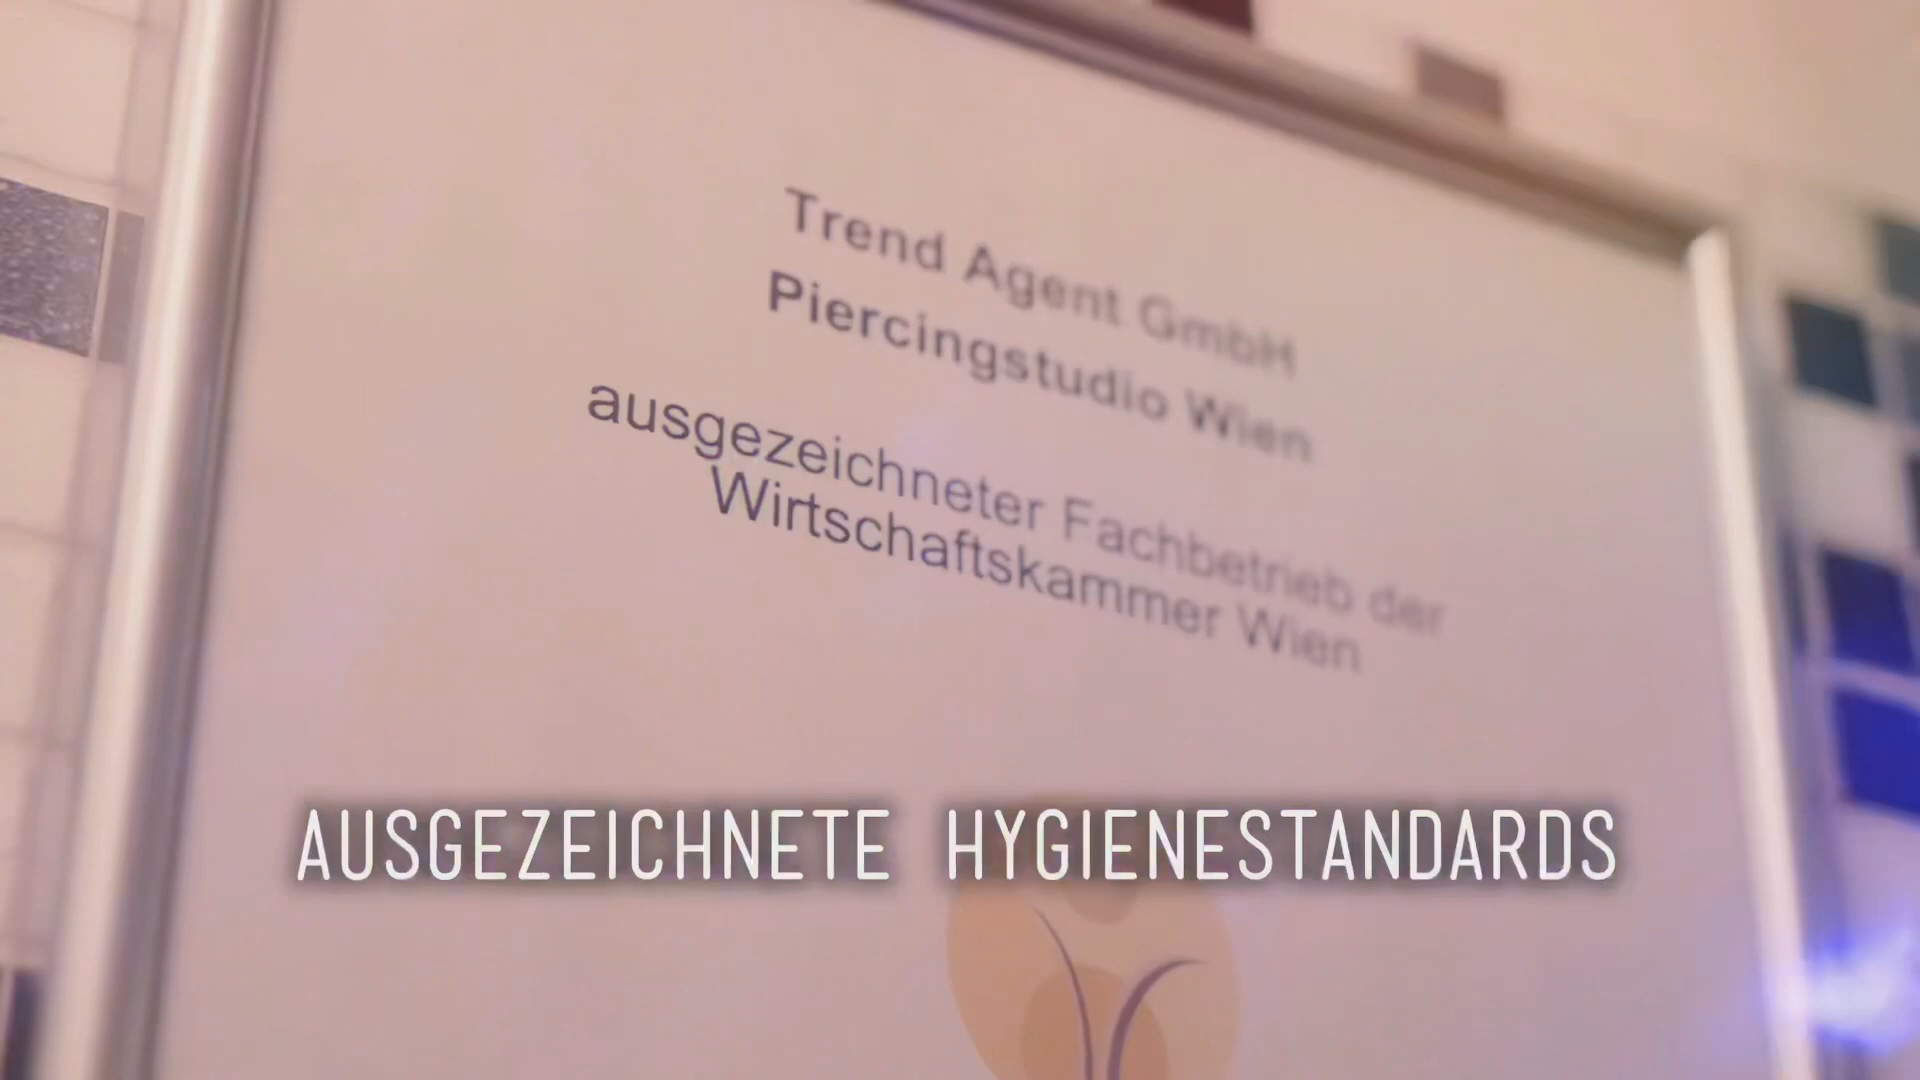 Trend Agent GmbH
Piercingstudio Wien
ausgezeichneter Fachbetrieb der
Wirtschaftskammer Wien
AUSGEZEICHNETE HYGIENESTANDARDS